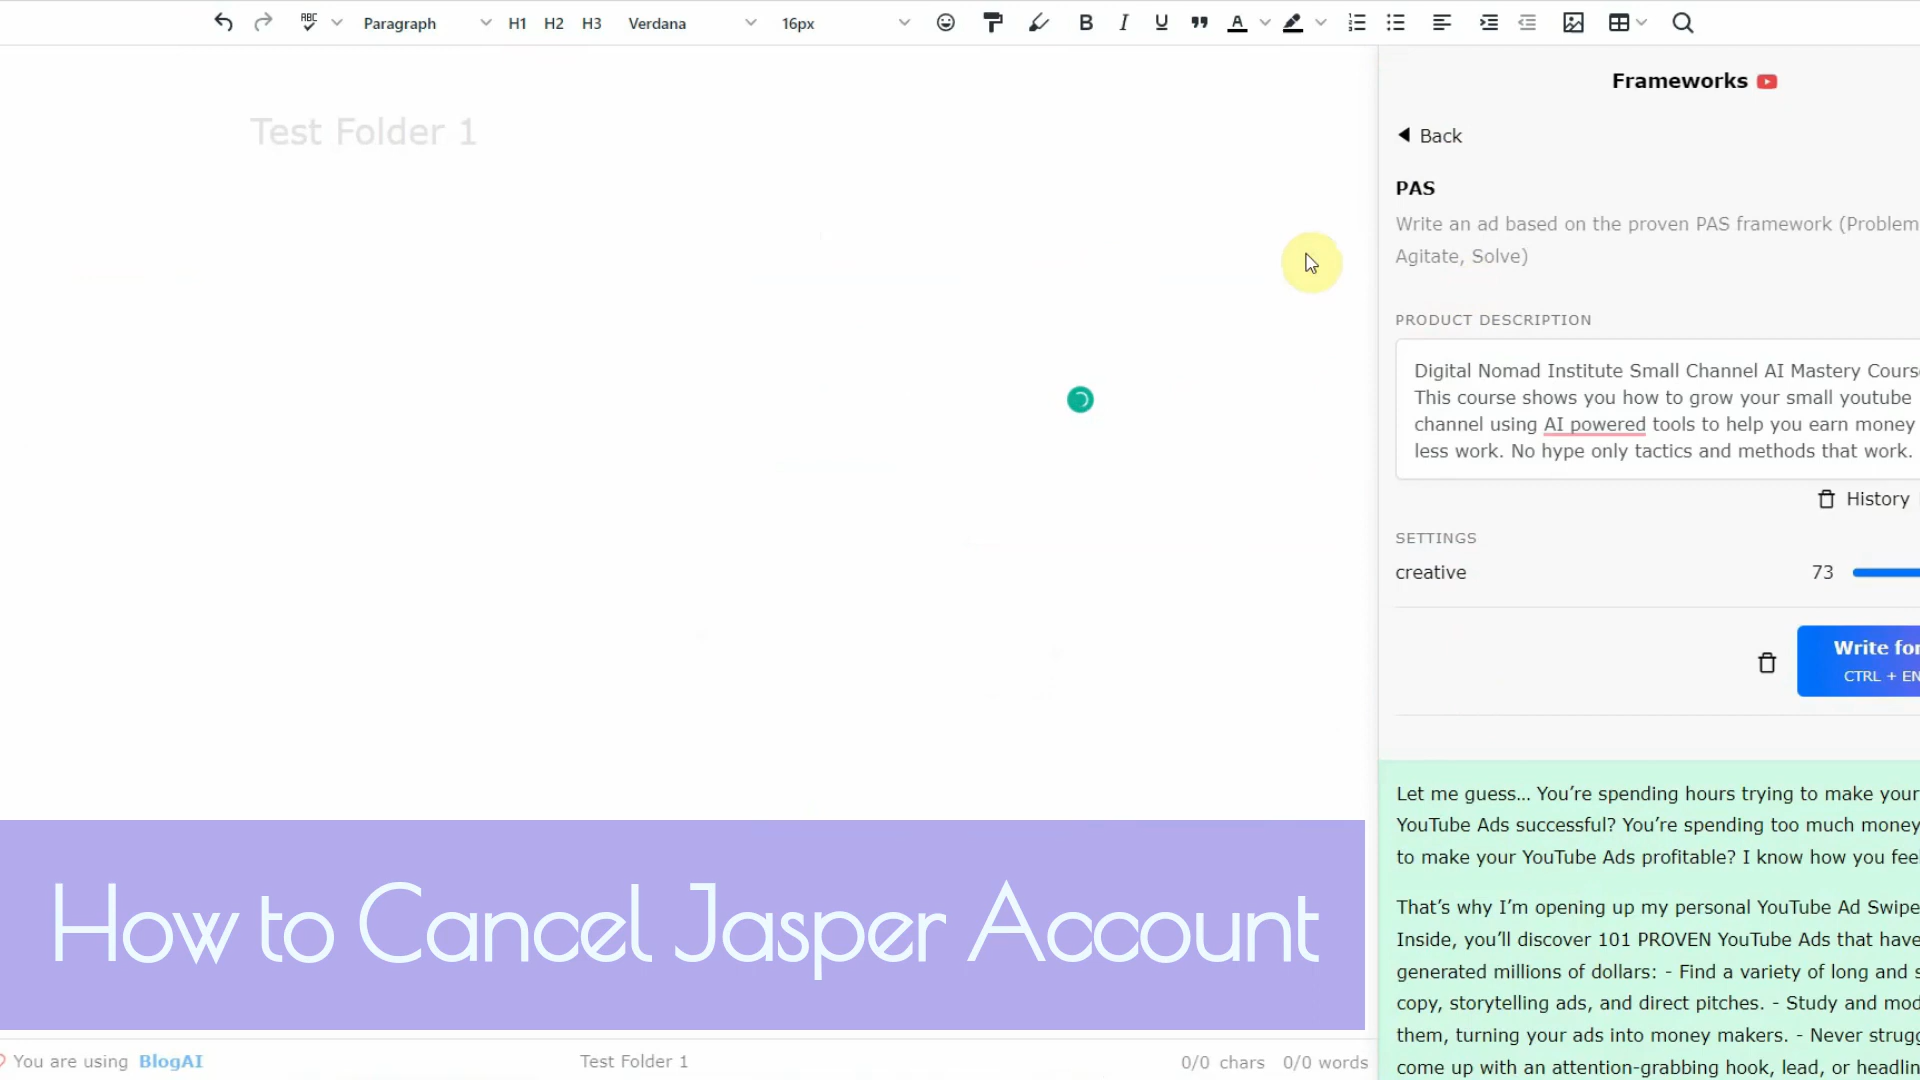 ABC
Paragraph
H1 H2 H3
Verdana
16px
B I U A
Frameworks
Test Folder 1
Back
PAS
Write an ad based on the proven PAS framework (Problem
Agitate, Solve)
PRODUCT DESCRIPTION
Digital Nomad Institute Small Channel AI Mastery
This course shows you how to grow your small youtube
channel using AI powered tools to help you earn money
less work. No hype only tactics and methods that work.
History
SETTINGS
creative 73
Write
CTRL +
Let me guess... You’re spending hours trying to make your
YouTube Ads successful? You’re spending too much money
to make your YouTube Ads profitable? I know how you
That’s why I’m opening up my personal YouTube Ad Swipe
Inside, you’ll discover 101 PROVEN YouTube Ads that have
generated millions of dollars: - Find a variety of long and
copy, storytelling ads, and direct pitches. - Study and
them, turning your ads into money makers. - Never
come up with an attention-grabbing hook, lead, or
How to Cancel Jasper Account
You are using BlogAI
Test Folder 1
0/0 chars 0/0 words